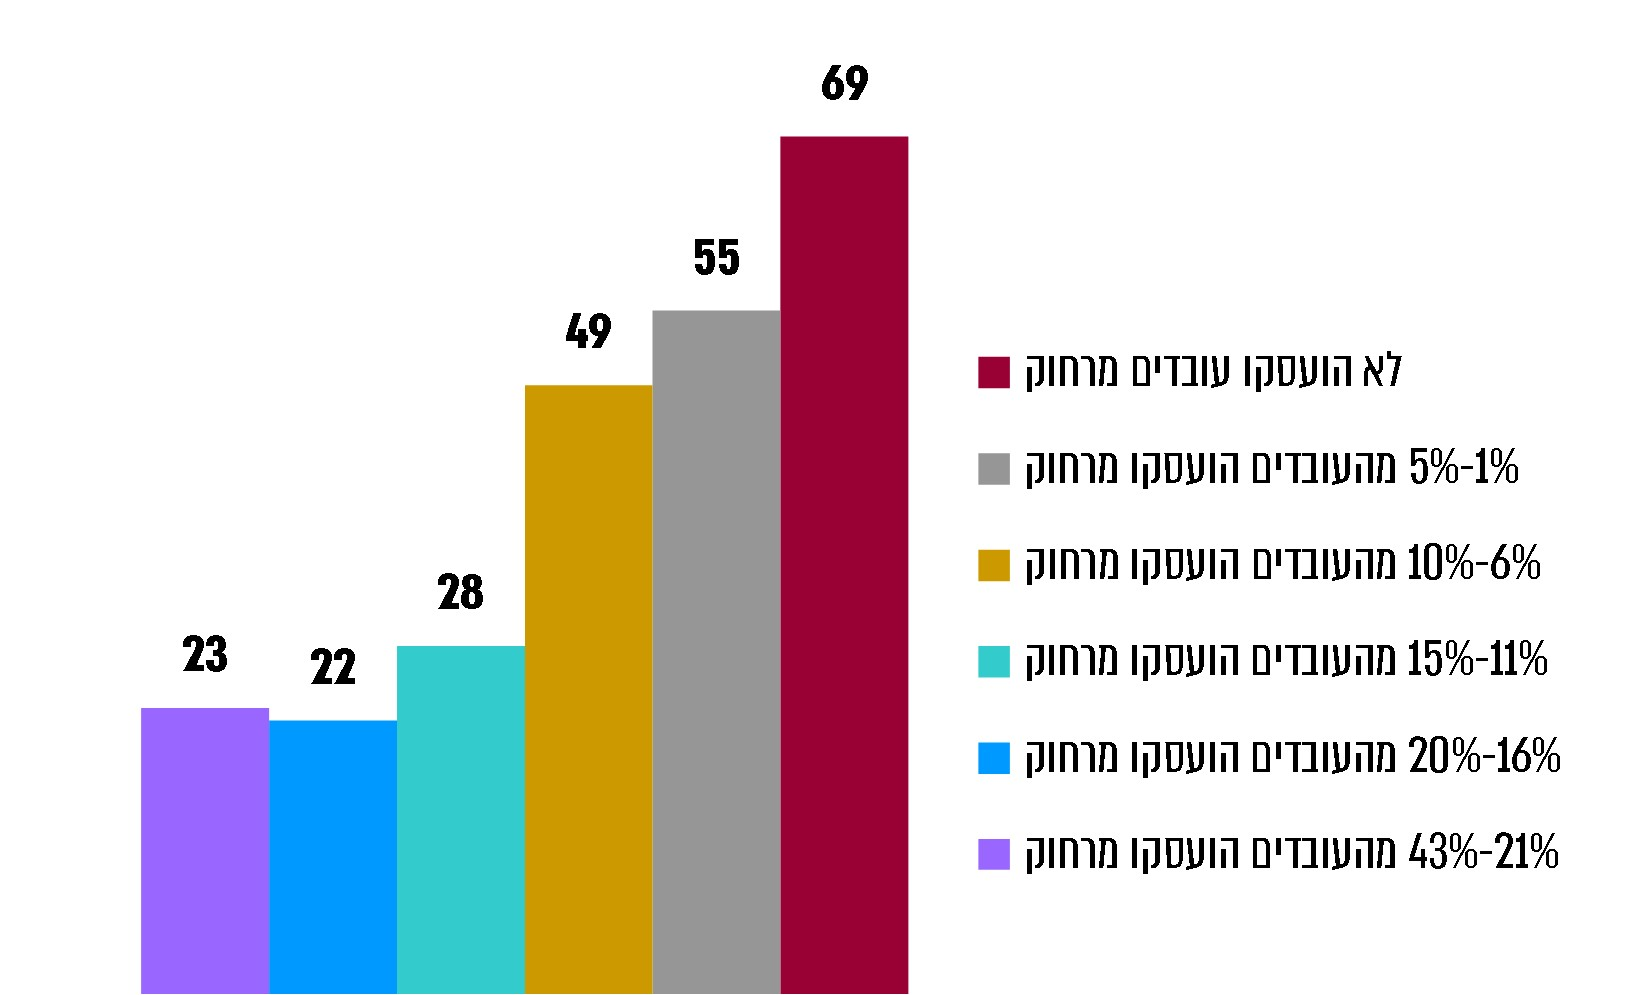 69
55
49
28
22
23
לא הועסקו עובדים מרחוק
1%-5% מהעובדים הועסקו מרחוק
6%-10% מהעובדים הועסקו מרחוק
11%-15% מהעובדים הועסקו מרחוק
16%-20% מהעובדים הועסקו מרחוק
21%-43% מהעובדים הועסקו מרחוק